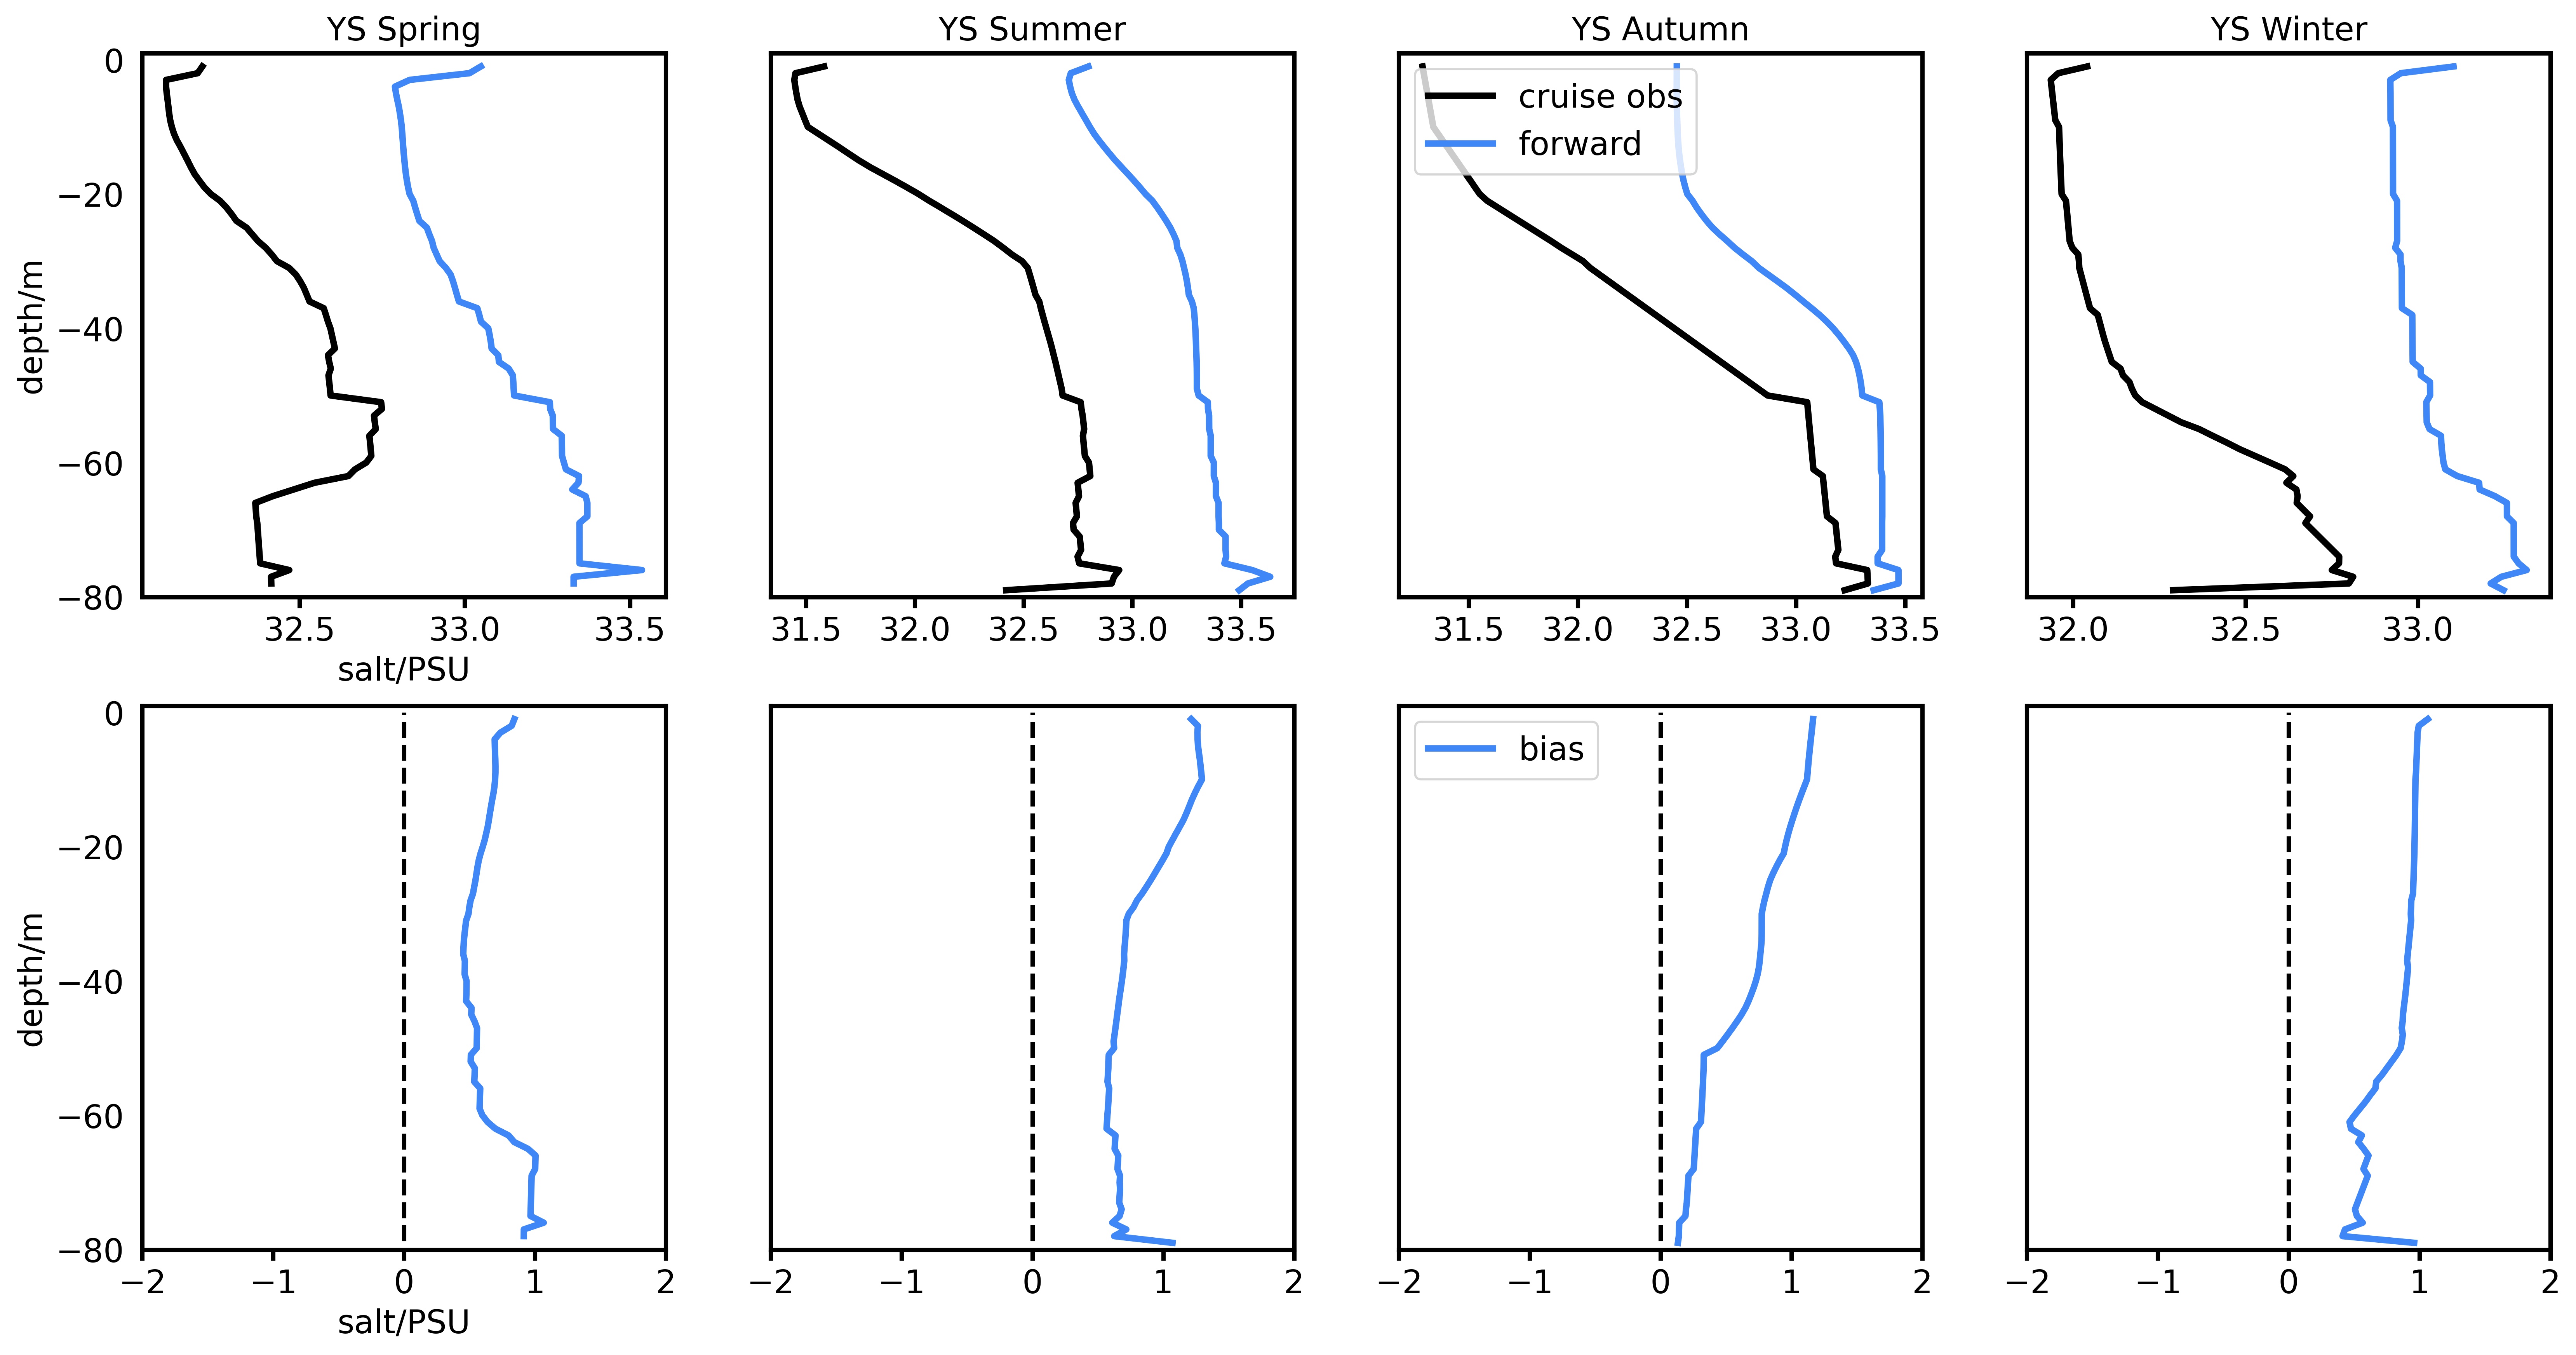 YS Spring
YS Summer
YS Autumn
YS Winter
0
−20
−40
−60
−80
depth/m
cruise obs
forward
32.5 33.0 33.5
31.5 32.0 32.5 33.0 33.5
31.5 32.0 32.5 33.0 33.5
32.0 32.5 33.0
salt/PSU
0
−20
−40
−60
−80
depth/m
bias
−2 −1 0 1 2
−2 −1 0 1 2
−2 −1 0 1 2
−2 −1 0 1 2
salt/PSU